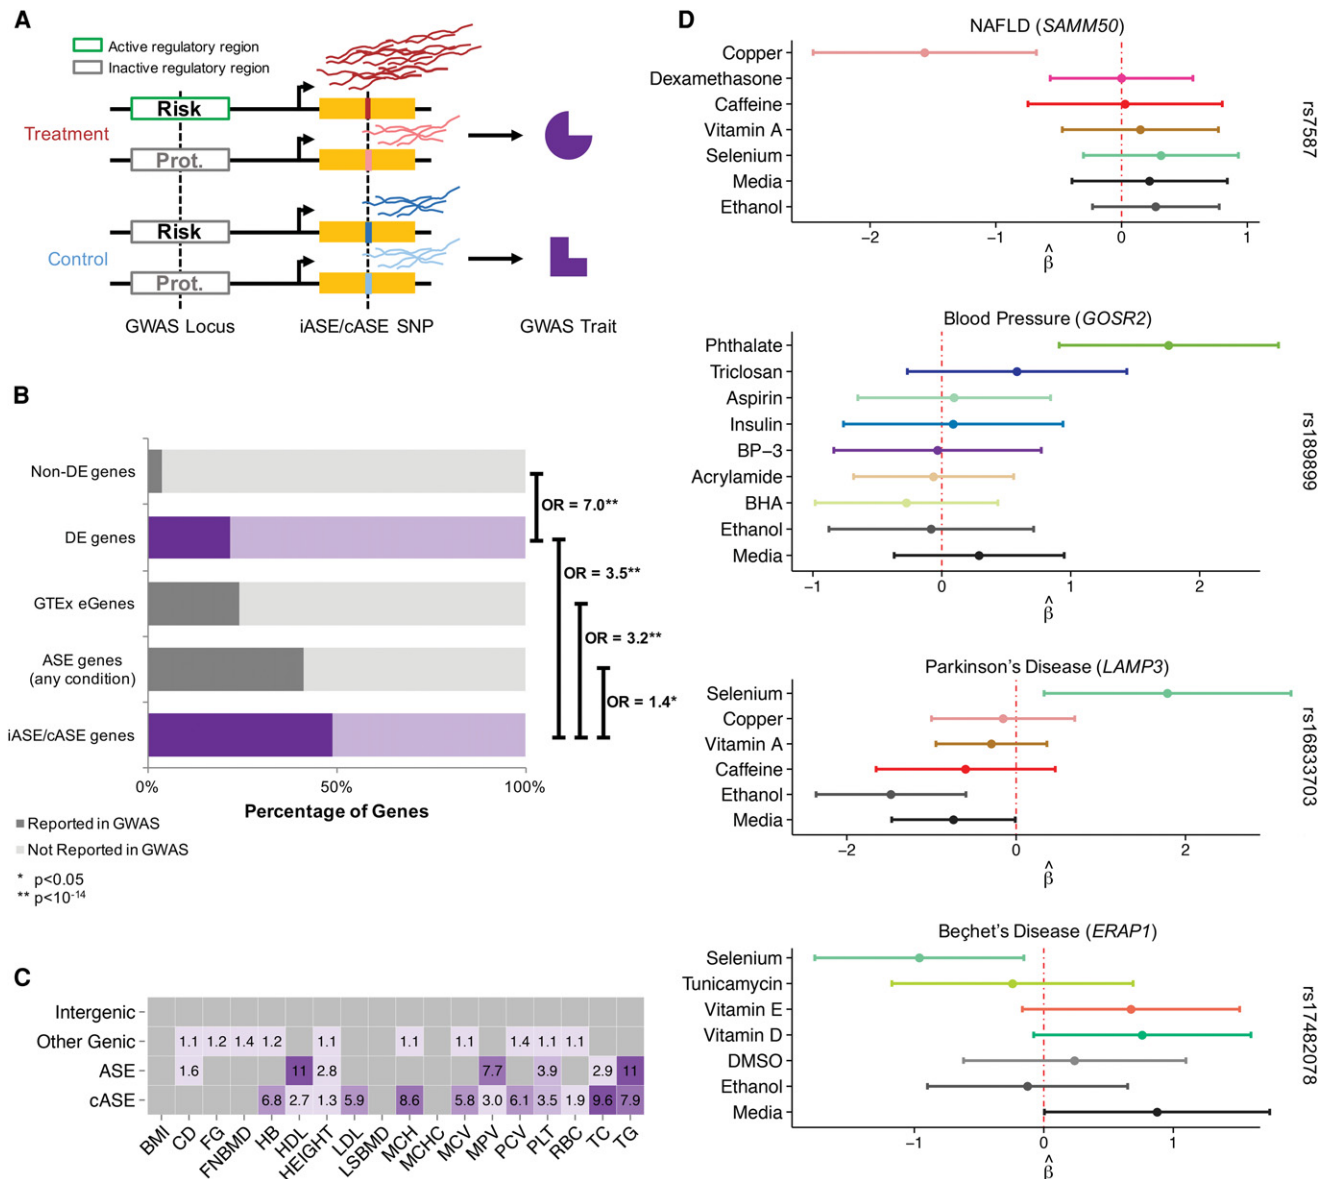 A
Active regulatory region
Inactive regulatory region
Risk
Treatment
Prot.
Risk
Control
Prot.
GWAS Locus
iASE/cASE SNP
GWAS Trait
B
Non-DE genes
DE genes
GTEx eGenes
ASE genes
(any condition)
iASE/cASE genes
OR = 7.0**
OR = 3.5**
OR = 3.2**
OR = 1.4*
0% 50% 100%
Percentage of Genes
Reported in GWAS
Not Reported in GWAS
* p<0.05
** p<10-14
C
Intergenic
Other Genic 1.1 1.2 1.4 1.2 1.1 1.1 1.1 1.4 1.1 1.1
ASE 1.6 11 2.8 7.7 3.9 2.9 11
cASE 6.8 2.7 1.3 5.9 8.6 5.8 3.0 6.1 3.5 1.9 9.6 7.9
BMI CD FG FNBMD HB HDL HEIGHT LDL LSBMD MCH MCHC MCV MPV PCV PLT RBC TC TG
D
NAFLD (SAMM50)
Copper
Dexamethasone
Caffeine
Vitamin A
Selenium
Media
Ethanol
-2 -1 0 1
β̂
rs7587
Blood Pressure (GOSR2)
Phthalate
Triclosan
Aspirin
Insulin
BP-3
Acrylamide
BHA
Ethanol
Media
-1 0 1 2
β̂
rs189899
Parkinson's Disease (LAMP3)
Selenium
Copper
Vitamin A
Caffeine
Ethanol
Media
-2 0 2
β̂
rs16833703
Beçhet's Disease (ERAP1)
Selenium
Tunicamycin
Vitamin E
Vitamin D
DMSO
Ethanol
Media
-1 0 1
β̂
rs17482078